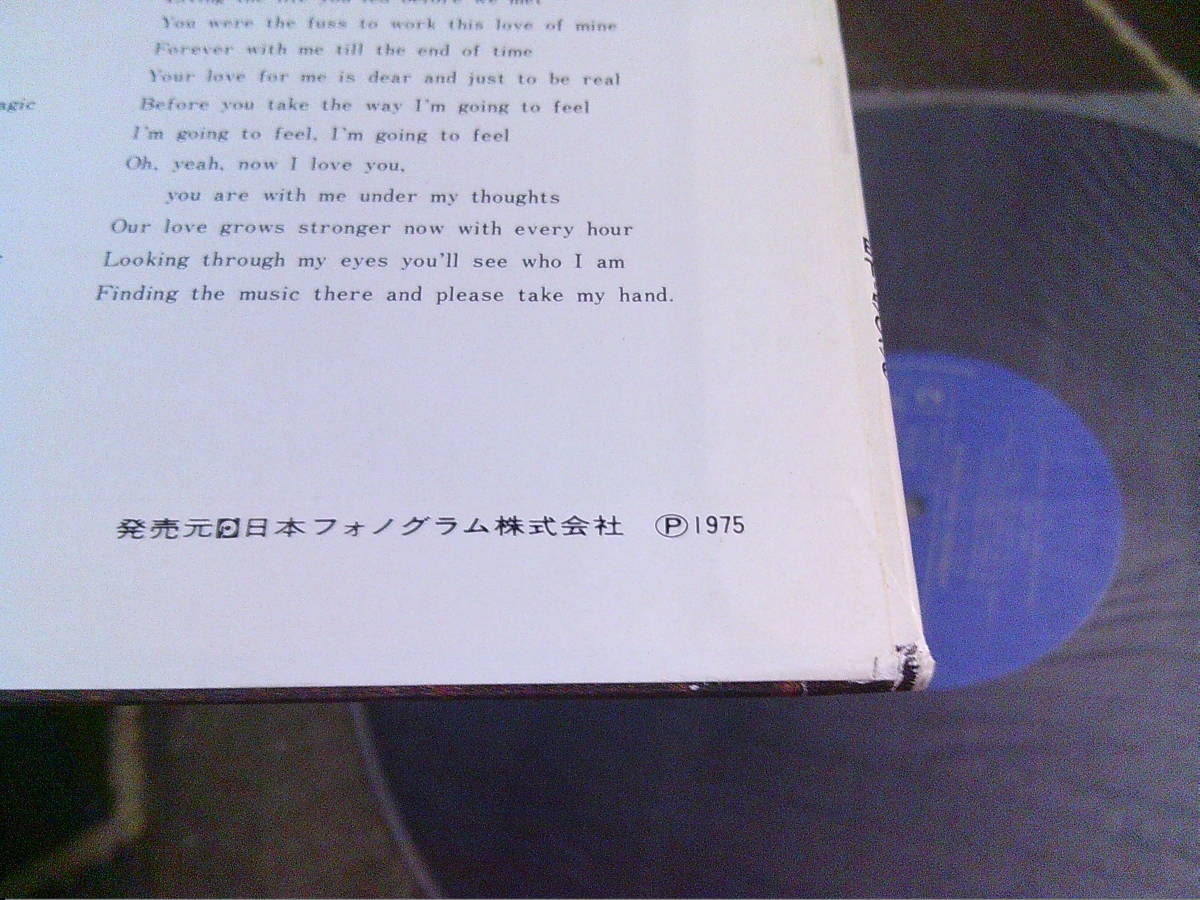 You were the fuss to work this love of mine
Forever with me till the end of time
Your love for me is dear and just to be real
agic
Before you take the way I'm going to feel
I'm going to feel, I'm going to feel
Oh, yeah, now I love you,
you are with me under my thoughts
Our love grows stronger now with every hour
Looking through my eyes you'll see who I am
Finding the music there and please take my hand.
発売元 日本フォノグラム株式会社 Ⓟ1975